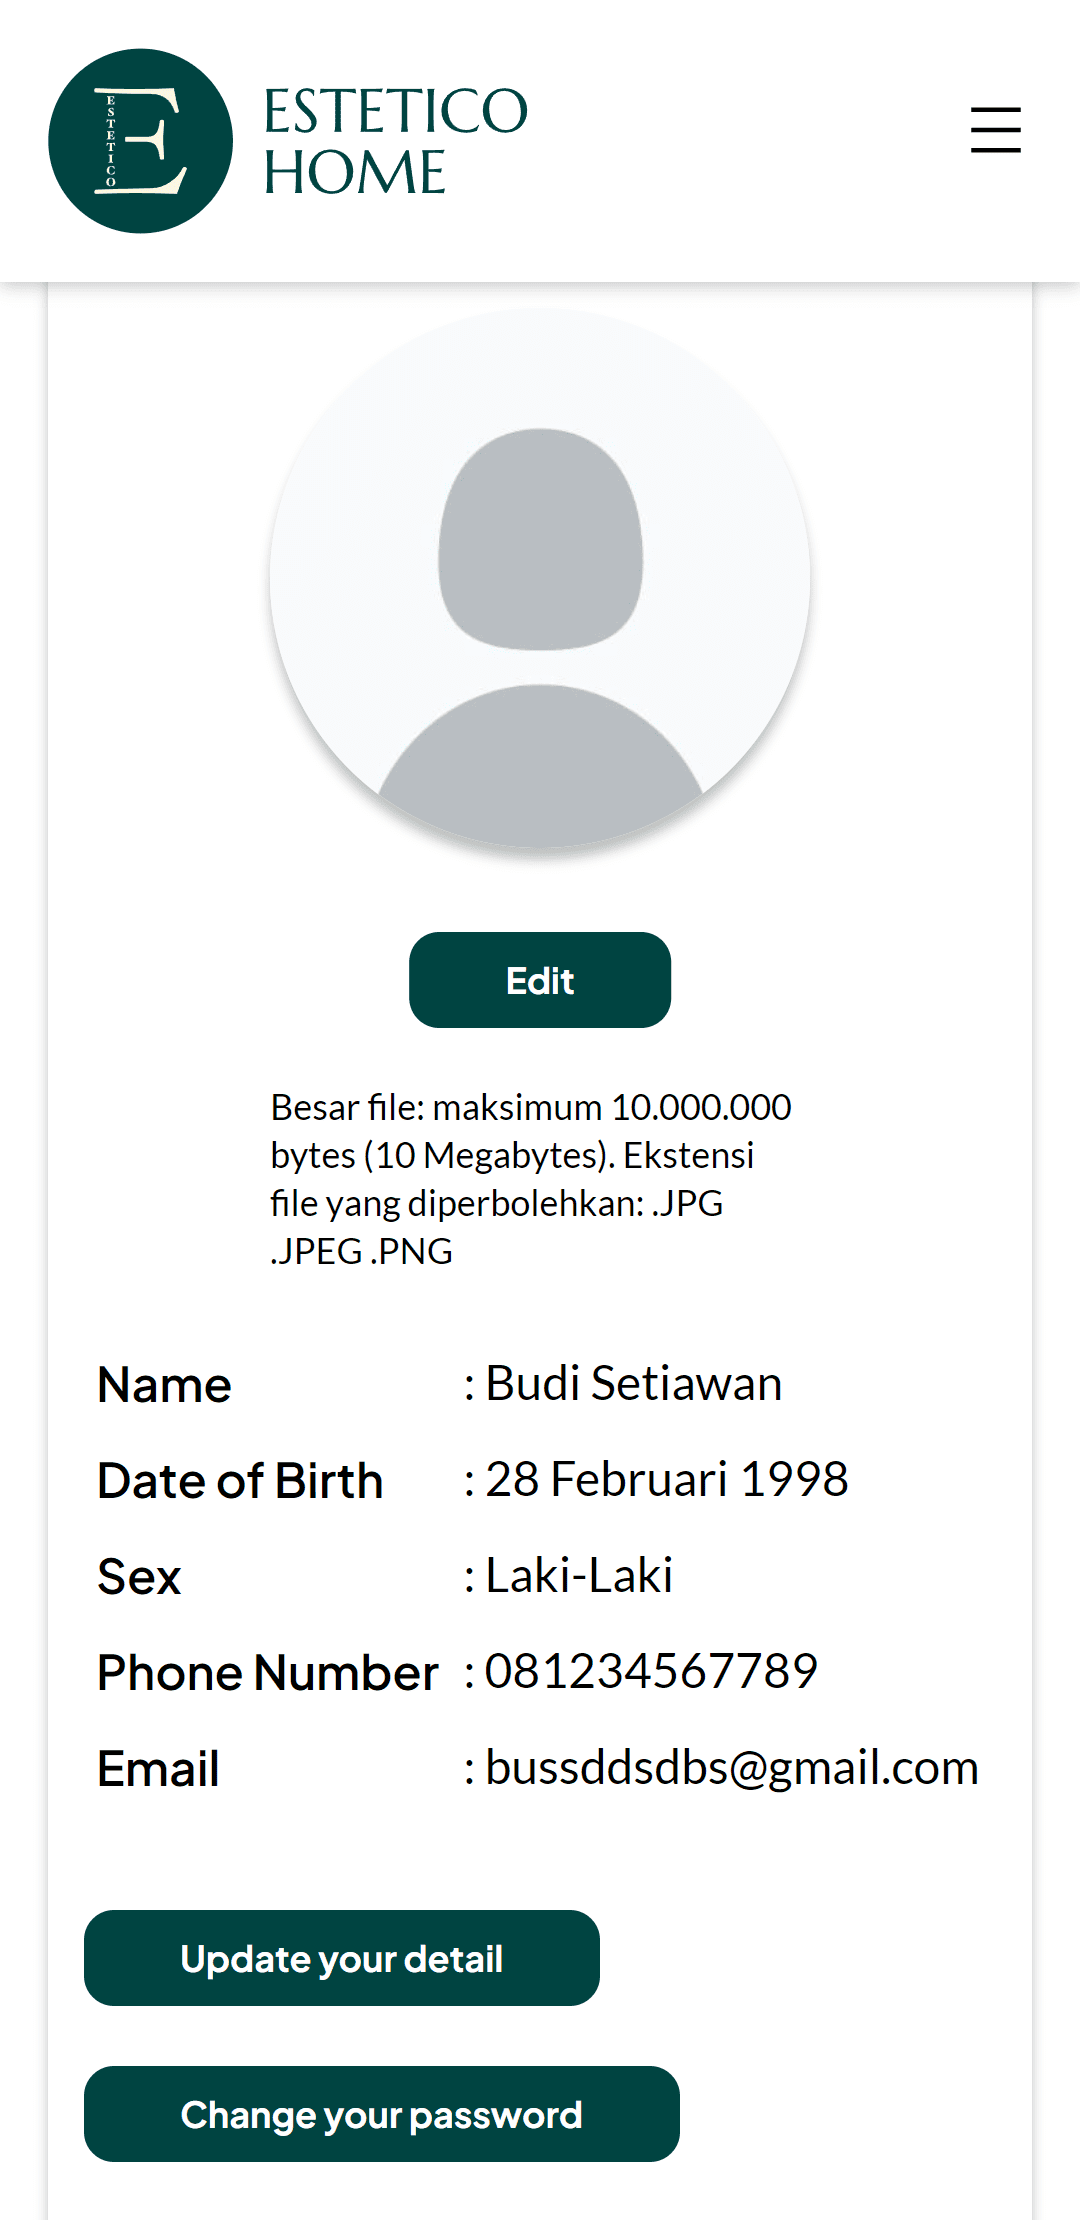 ESTETICO
ESTETICO
HOME
Edit
Besar file: maksimum 10.000.000
bytes (10 Megabytes). Ekstensi
file yang diperbolehkan: .JPG
.JPEG .PNG
Name : Budi Setiawan
Date of Birth : 28 Februari 1998
Sex : Laki-Laki
Phone Number : 081234567789
Email : bussddsdbs@gmail.com
Update your detail
Change your password